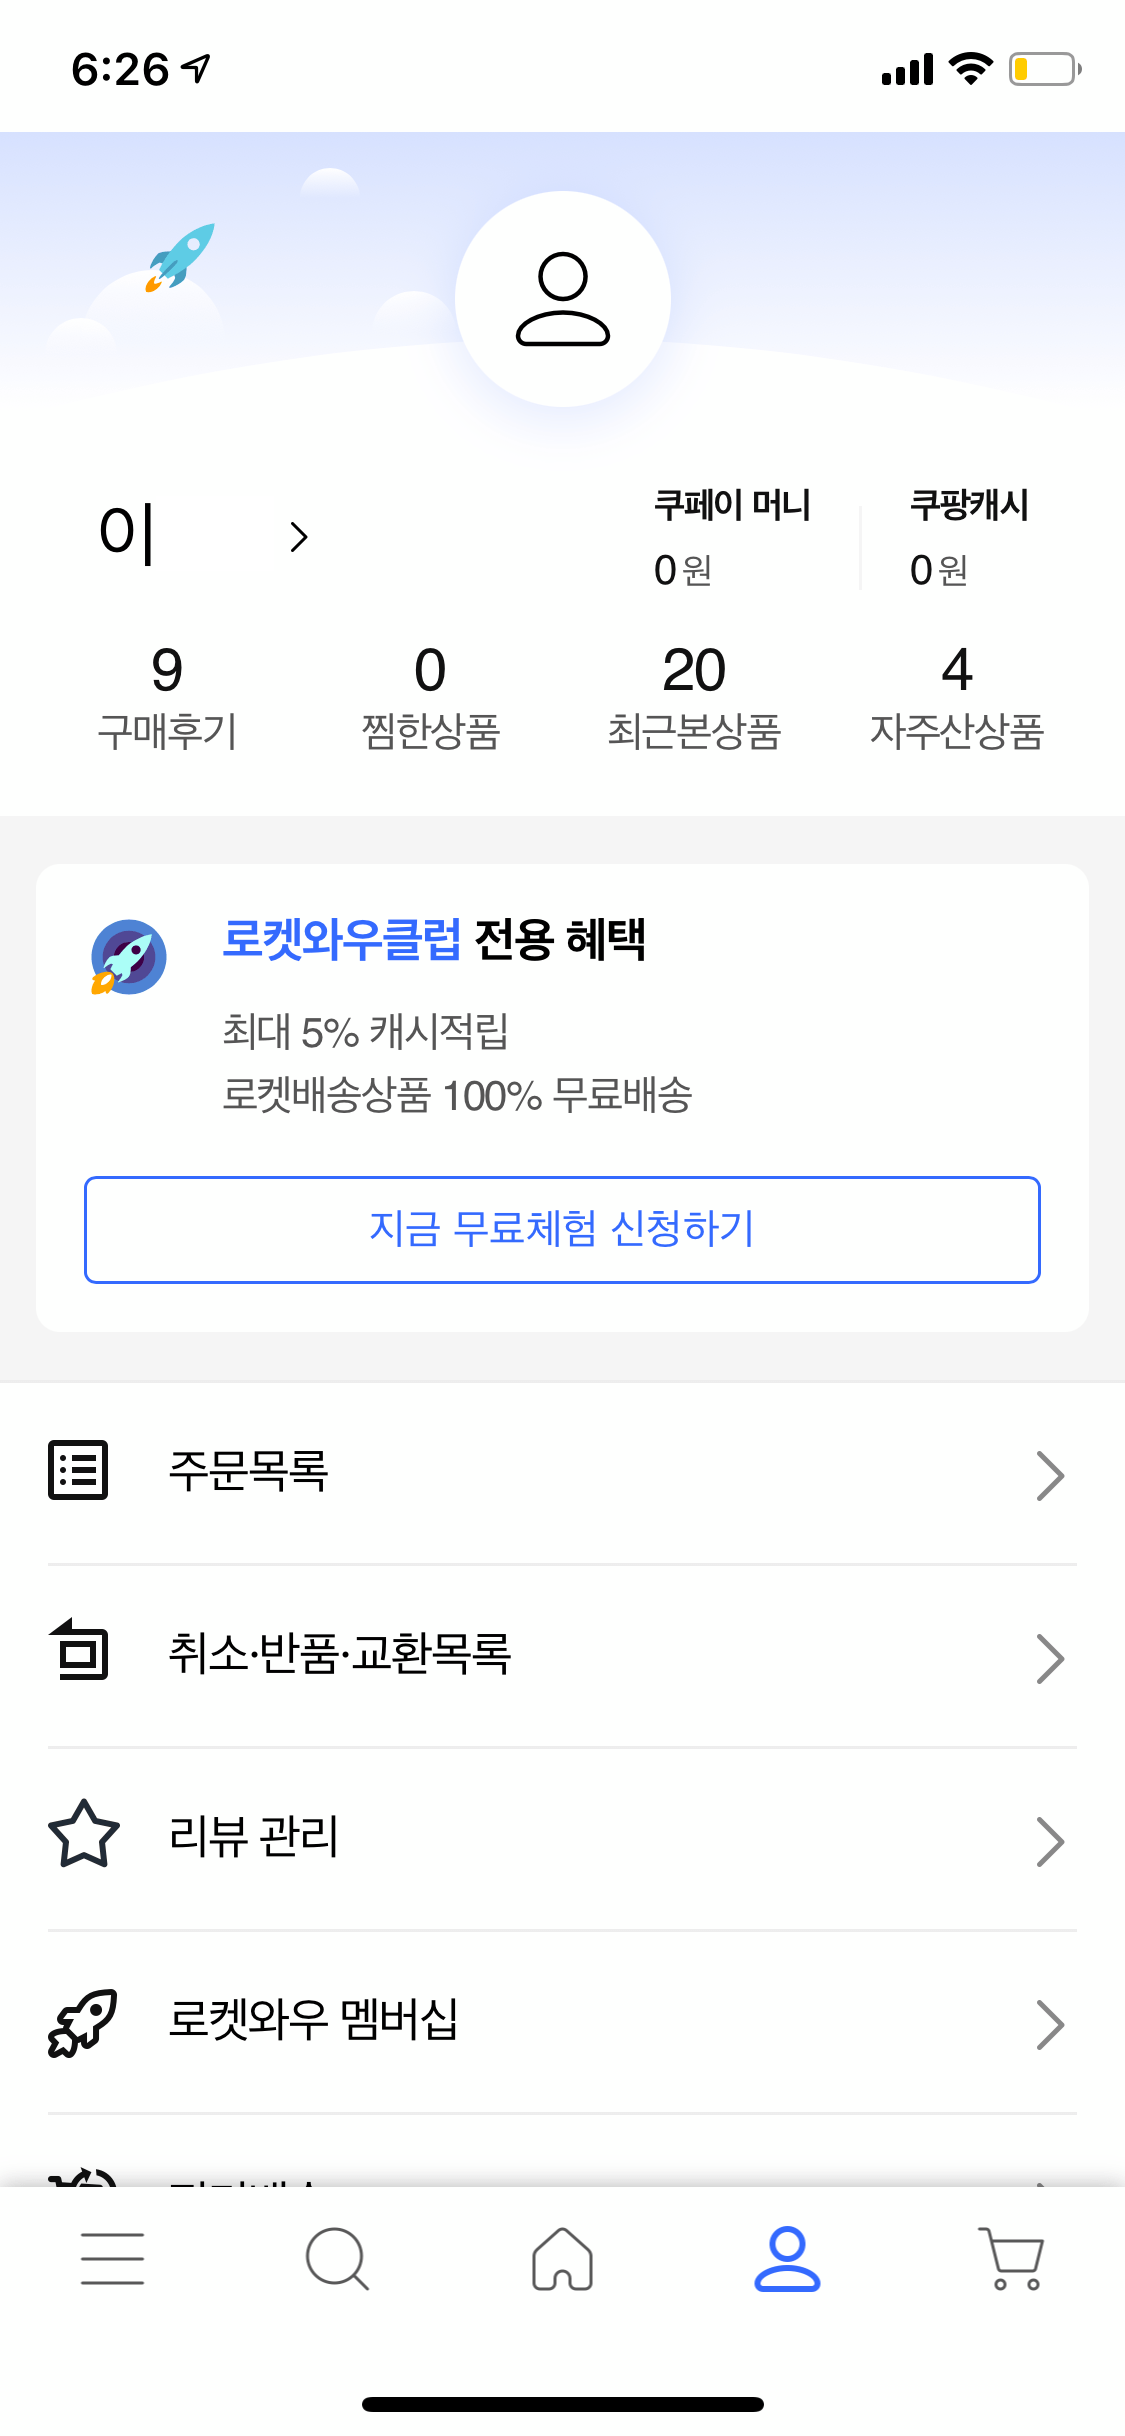 6:26
이
쿠페이 머니
쿠팡캐시
0원
0원
9
0
20
4
구매후기
찜한상품
최근본상품
자주산상품
로켓와우클럽 전용 혜택
최대 5% 캐시적립
로켓배송상품 100% 무료배송
지금 무료체험 신청하기
주문목록
취소·반품·교환목록
리뷰 관리
로켓와우 멤버십